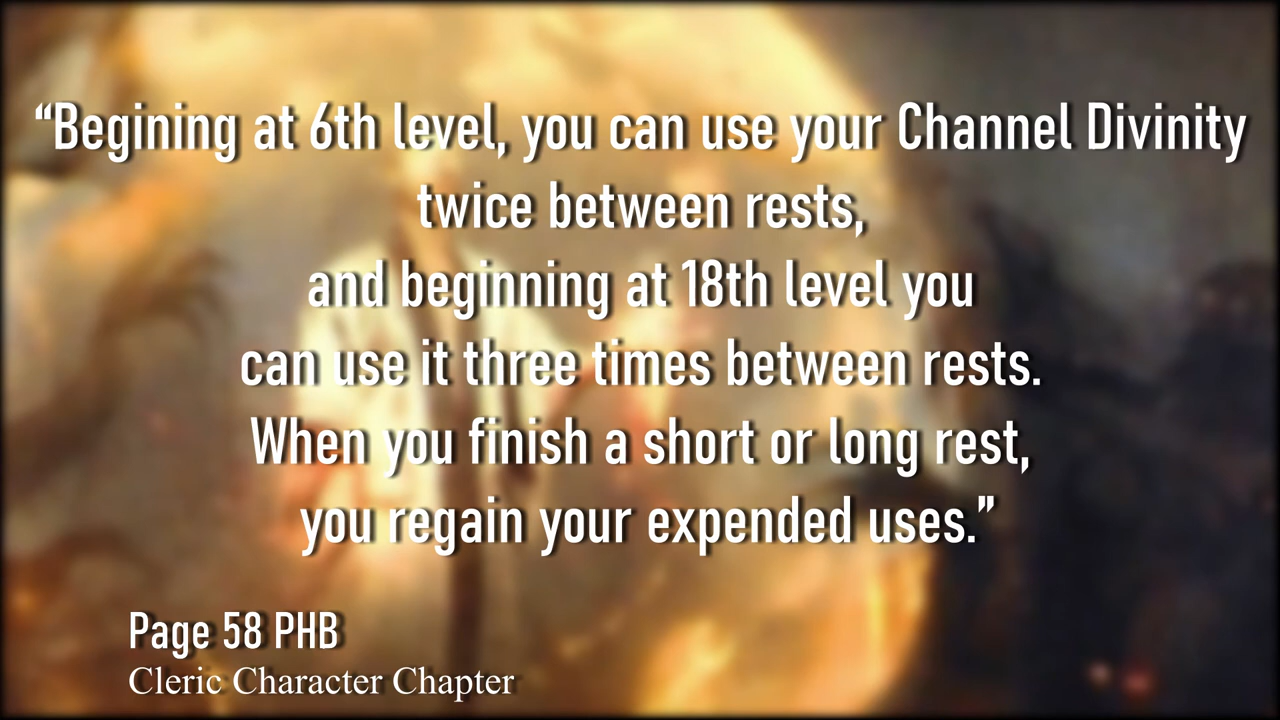 “Begining at 6th level, you can use your Channel Divinity
twice between rests,
and beginning at 18th level you
can use it three times between rests.
When you finish a short or long rest,
you regain your expended uses.”
Page 58 PHB
Cleric Character Chapter